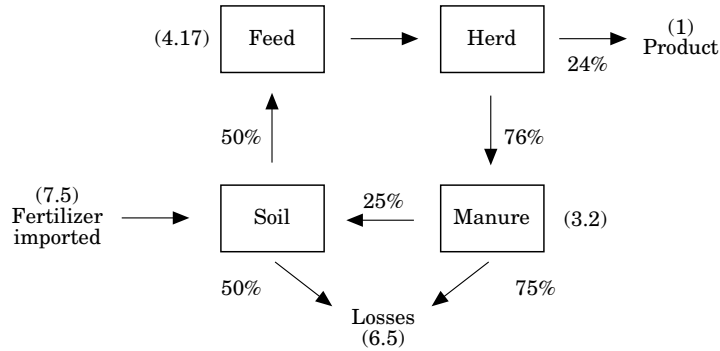 (4.17)
Feed
Herd
(1)
Product
24%
50%
76%
(7.5)
Fertilizer
imported
Soil
25%
Manure
(3.2)
50%
75%
Losses
(6.5)